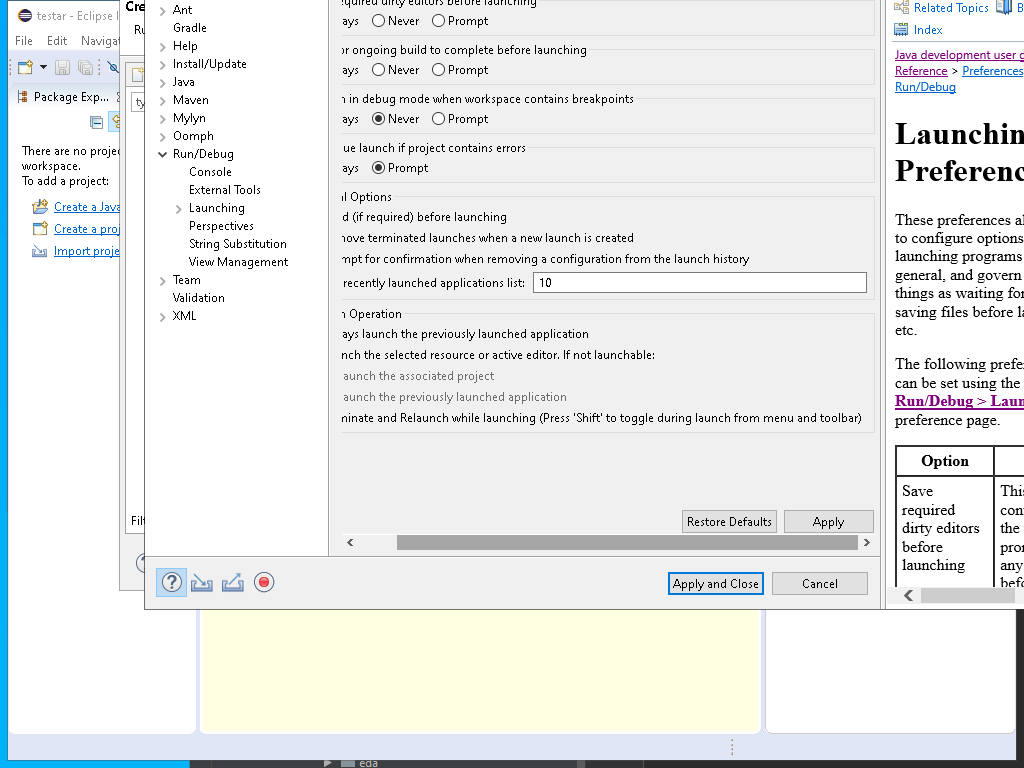 testar - Eclipse I
File Edit Navigat
Package Exp...
There are no projec
workspace.
To add a project:
Create a Java
Create a proj
Import proje
Cre
Ru
ty
Filt
Ant
Gradle
Help
Install/Update
Java
Maven
Mylyn
Oomph
Run/Debug
Console
External Tools
Launching
Perspectives
String Substitution
View Management
Team
Validation
XML
equired dirty editors before launching
ays Never Prompt
or ongoing build to complete before launching
ays Never Prompt
h in debug mode when workspace contains breakpoints
ays Never Prompt
ue launch if project contains errors
ays Prompt
al Options
d (if required) before launching
nove terminated launches when a new launch is created
mpt for confirmation when removing a configuration from the launch history
recently launched applications list: 10
h Operation
ays launch the previously launched application
nch the selected resource or active editor. If not launchable:
aunch the associated project
aunch the previously launched application
minate and Relaunch while launching (Press 'Shift' to toggle during launch from menu and toolbar)
Restore Defaults Apply
Apply and Close Cancel
Related Topics B
Index
Java development user g
Reference > Preferences
Run/Debug
Launchin
Preferenc
These preferences al
to configure options
launching programs
general, and govern
things as waiting for
saving files before la
etc.
The following prefer
can be set using the
Run/Debug > Laun
preference page.
Option
Save This
required con
dirty editors the
before pro
launching any
befo
eda